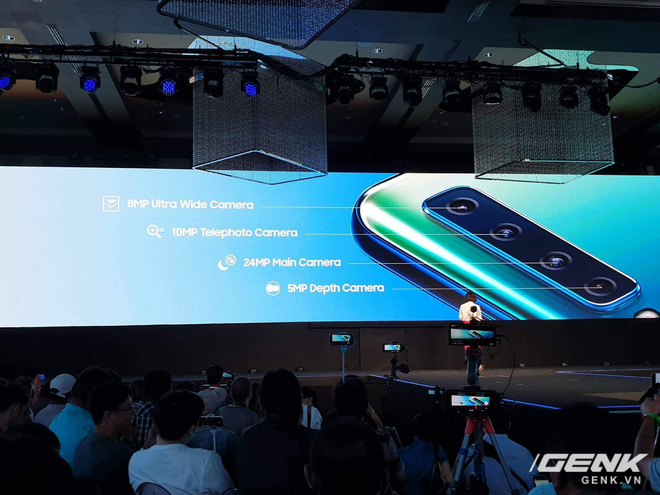 8MP Ultra Wide Camera
10MP Telephoto Camera
24MP Main Camera
5MP Depth Camera
GENK
GENK.VN